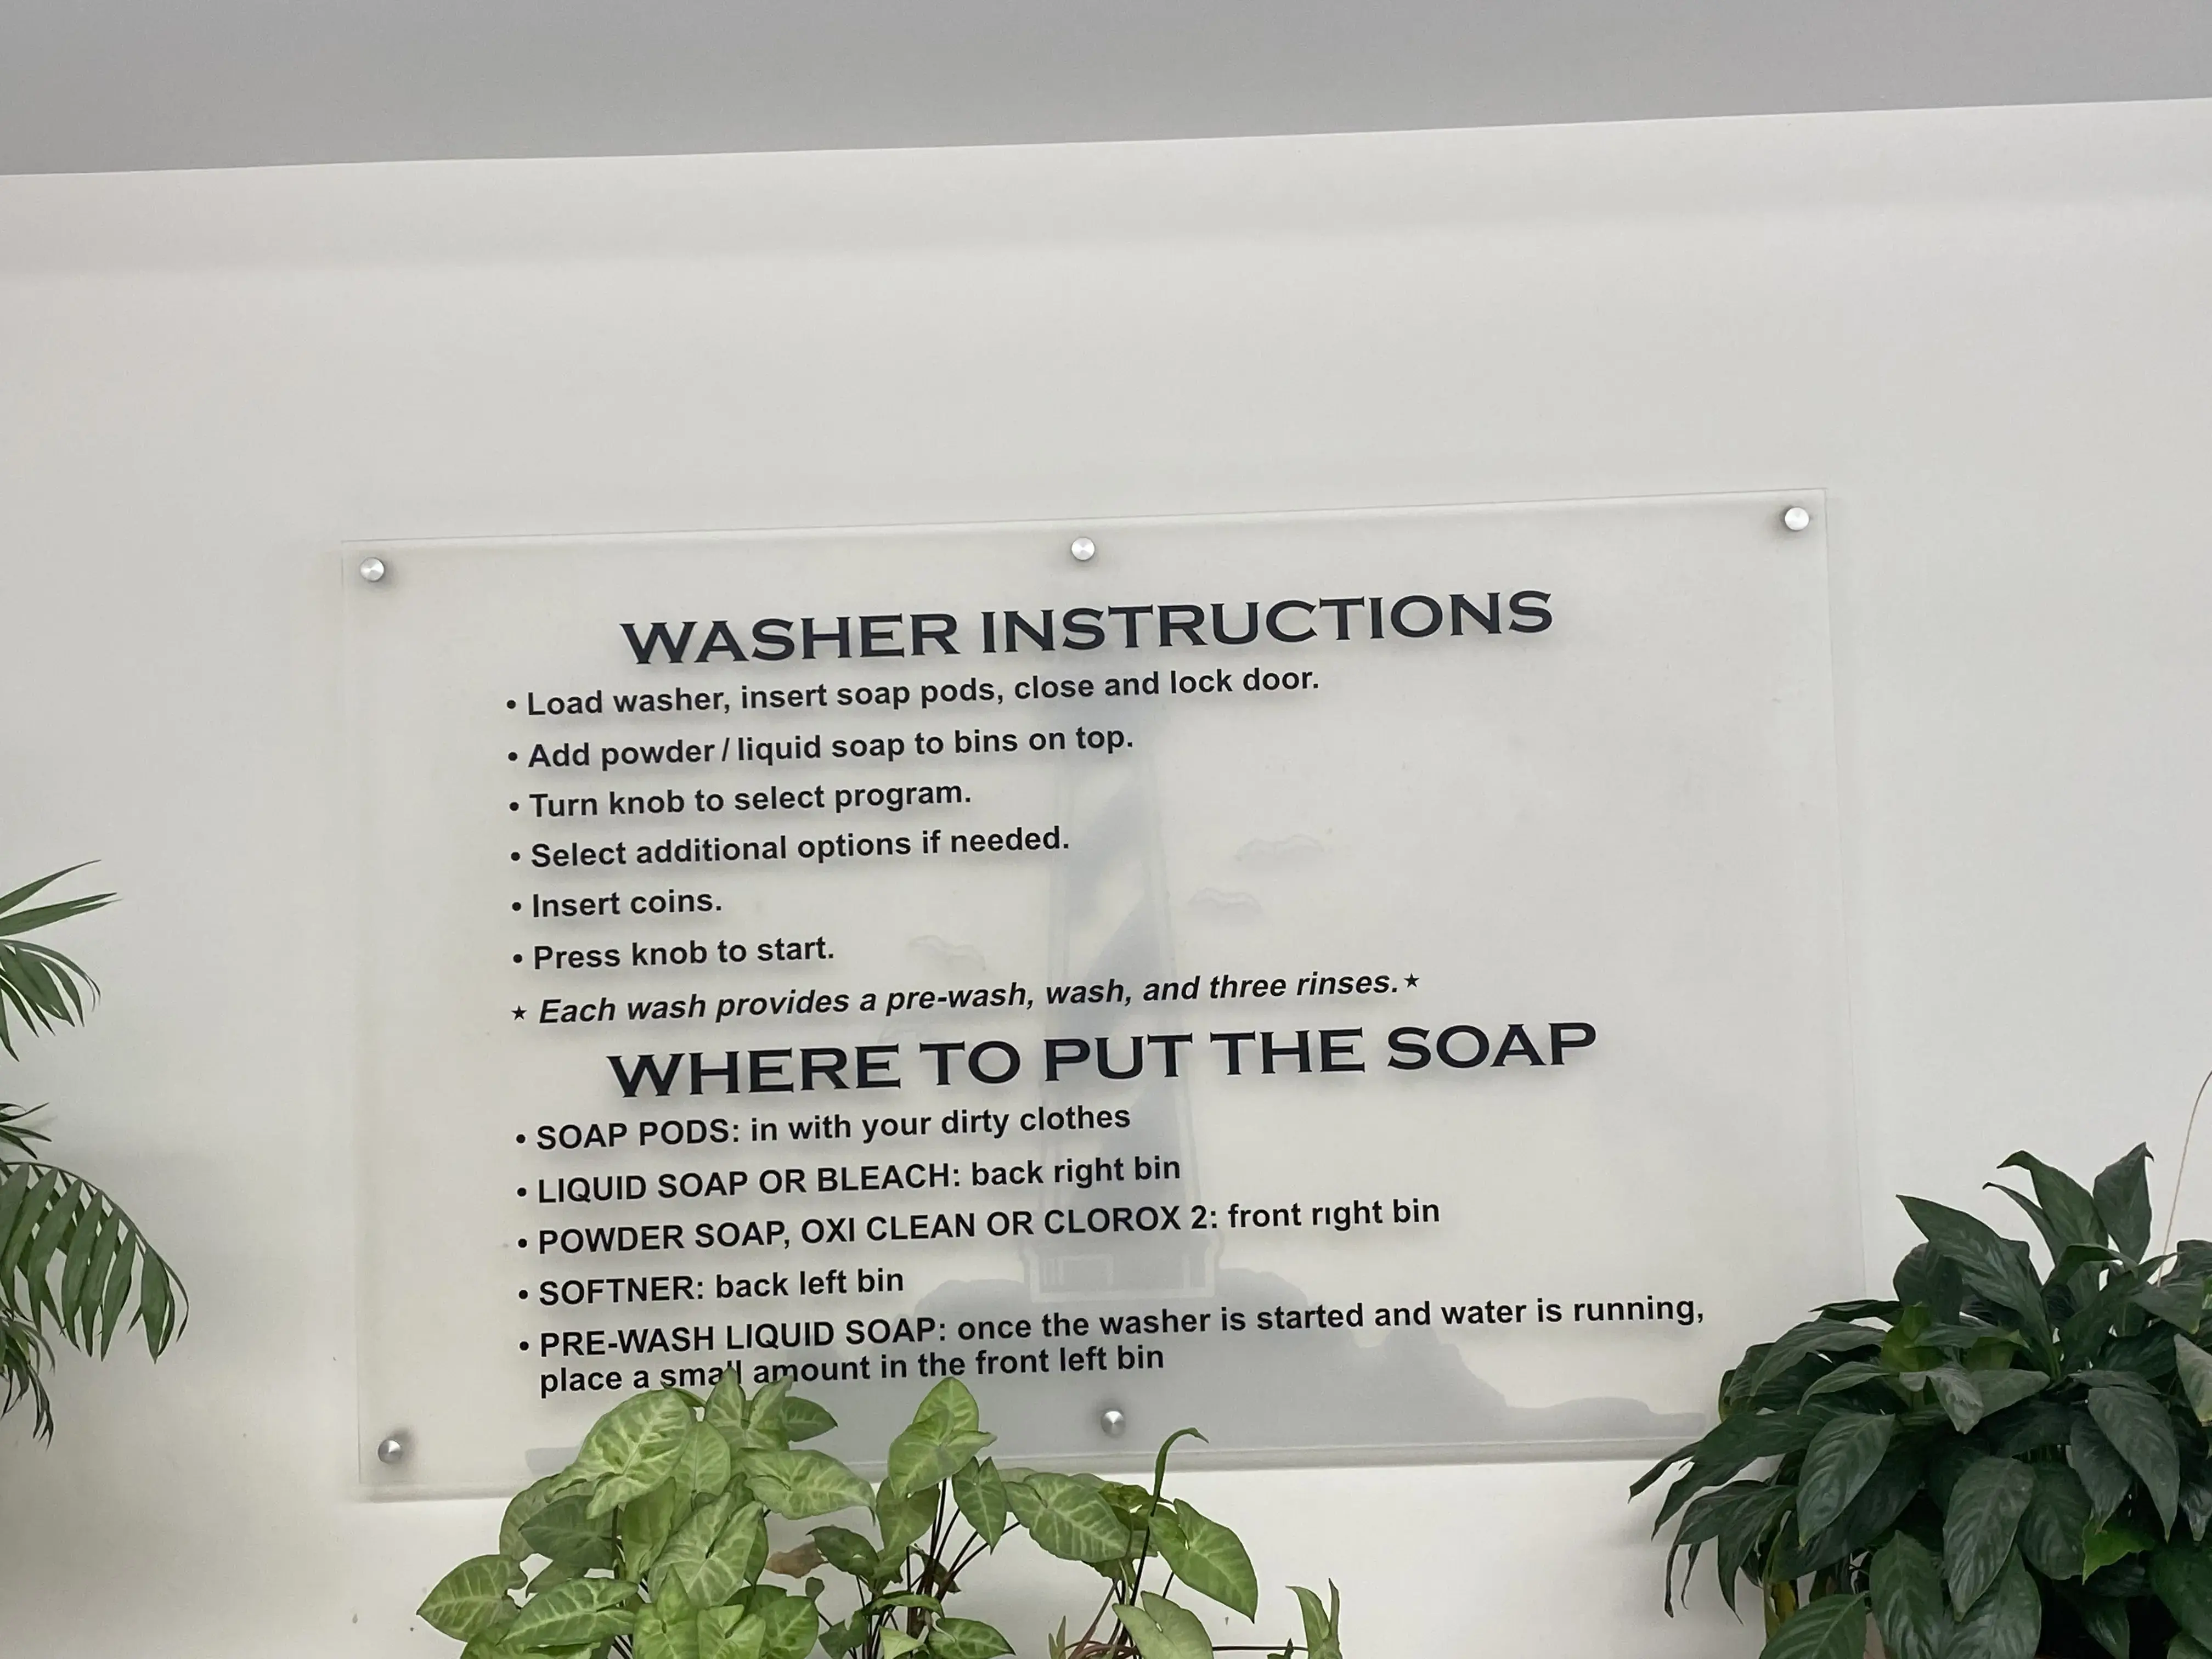 WASHER INSTRUCTIONS
• Load washer, insert soap pods, close and lock door.
• Add powder / liquid soap to bins on top.
• Turn knob to select program.
• Select additional options if needed.
• Insert coins.
• Press knob to start.
★ Each wash provides a pre-wash, wash, and three rinses. ★
WHERE TO PUT THE SOAP
• SOAP PODS: in with your dirty clothes
• LIQUID SOAP OR BLEACH: back right bin
• POWDER SOAP, OXI CLEAN OR CLOROX 2: front right bin
• SOFTNER: back left bin
• PRE-WASH LIQUID SOAP: once the washer is started and water is running,
place a small amount in the front left bin